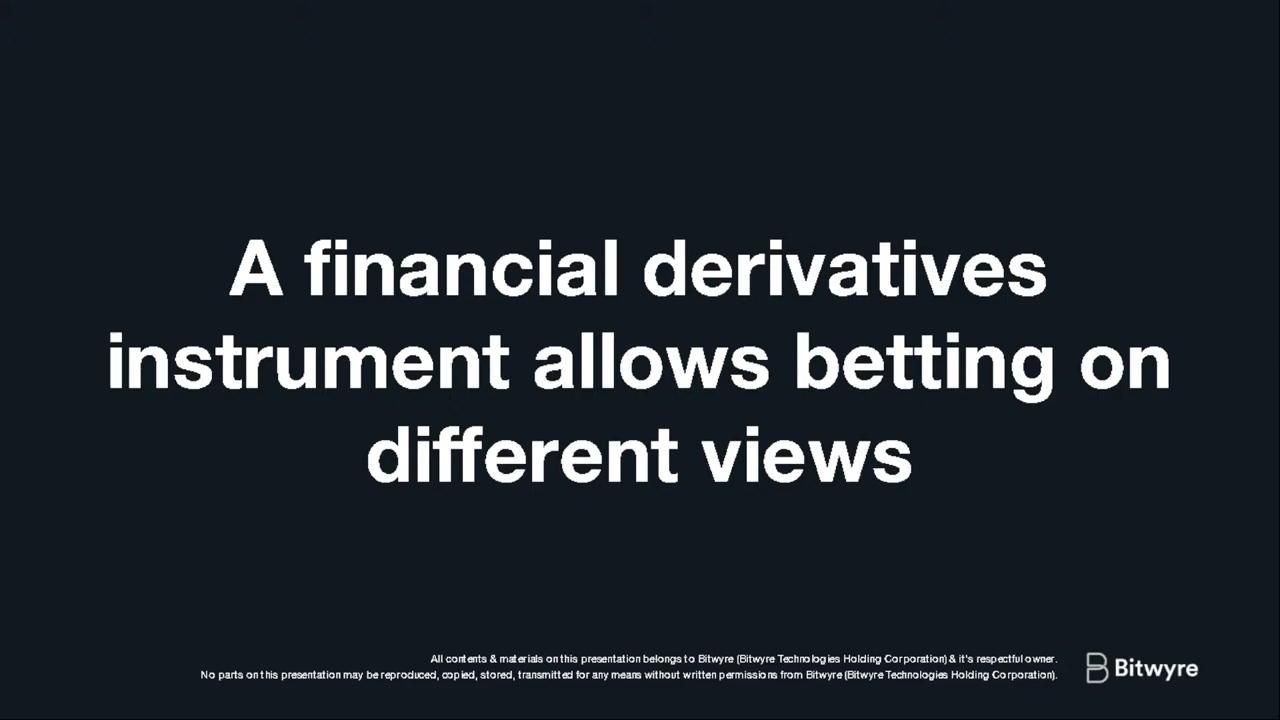 A financial derivatives
instrument allows betting on
different views
All contents & materials on this presentation belongs to Bitwyre (Bitwyre Technologies Holding Corporation) & it's respectful owner.
No parts on this presentation may be reproduced, copied, stored, transmitted for any means without written permissions from Bitwyre (Bitwyre Technologies Holding Corporation).
Bitwyre